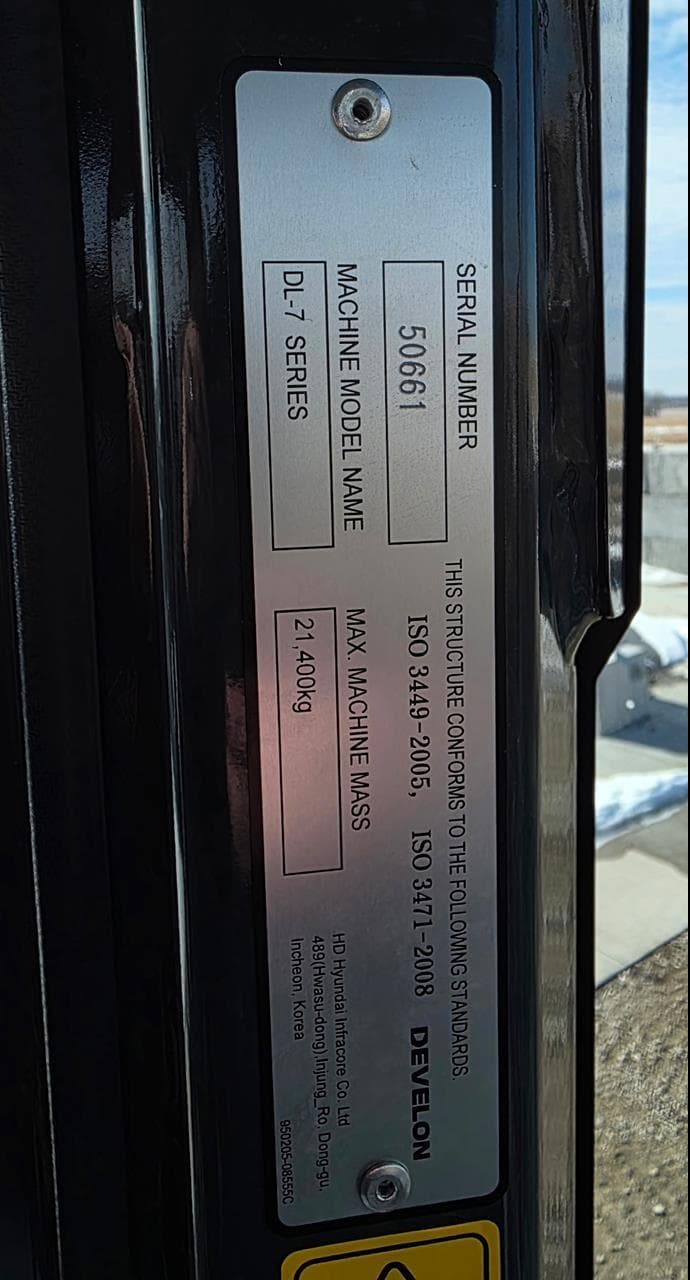 SERIAL NUMBER
50661
THIS STRUCTURE CONFORMS TO THE FOLLOWING STANDARDS.
ISO 3449-2005, ISO 3471-2008
DEVELON
MACHINE MODEL NAME
DL-7 SERIES
MAX. MACHINE MASS
21,400kg
HD Hyundai Infracore Co. Ltd
489(Hwasu-dong),Injung_Ro, Dong-gu,
Incheon, Korea
950205-08555C